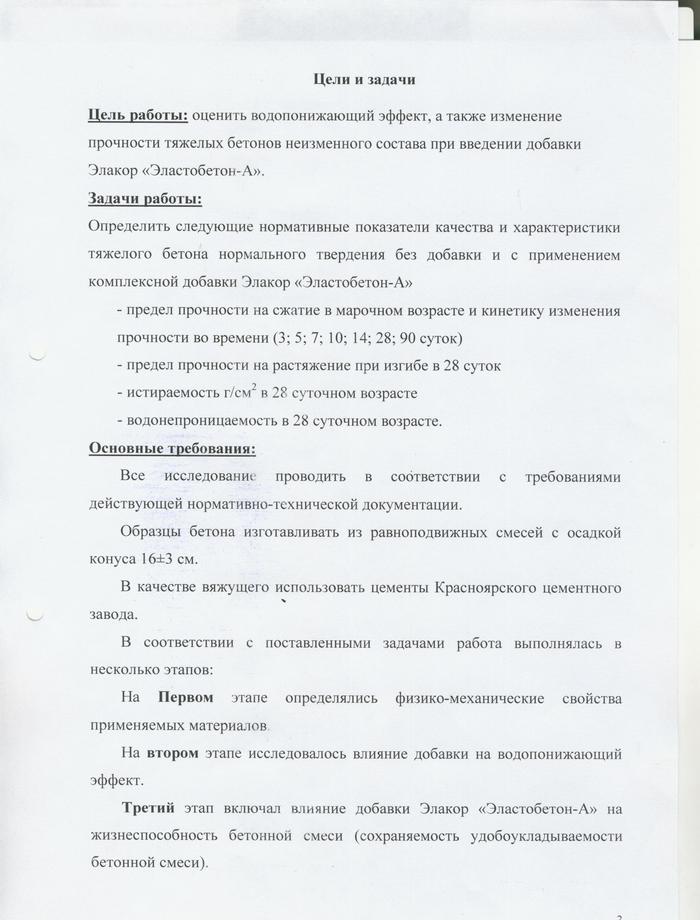 Цели и задачи
Цель работы: оценить водопонижающий эффект, а также изменение
прочности тяжелых бетонов неизменного состава при введении добавки
Элакор «Эластобетон-А».
Задачи работы:
Определить следующие нормативные показатели качества и характеристики
тяжелого бетона нормального твердения без добавки и с применением
комплексной добавки Элакор «Эластобетон-А»
- предел прочности на сжатие в марочном возрасте и кинетику изменения
прочности во времени (3; 5; 7; 10; 14; 28; 90 суток)
- предел прочности на растяжение при изгибе в 28 суток
- истираемость г/см² в 28 суточном возрасте
- водонепроницаемость в 28 суточном возрасте.
Основные требования:
Все исследование проводить в соответствии с требованиями
действующей нормативно-технической документации.
Образцы бетона изготавливать из равноподвижных смесей с осадкой
конуса 16±3 см.
В качестве вяжущего использовать цементы Красноярского цементного
завода.
В соответствии с поставленными задачами работа выполнялась в
несколько этапов:
На Первом этапе определялись физико-механические свойства
применяемых материалов.
На втором этапе исследовалось влияние добавки на водопонижающий
эффект.
Третий этап включал влияние добавки Элакор «Эластобетон-А» на
жизнеспособность бетонной смеси (сохраняемость удобоукладываемости
бетонной смеси).